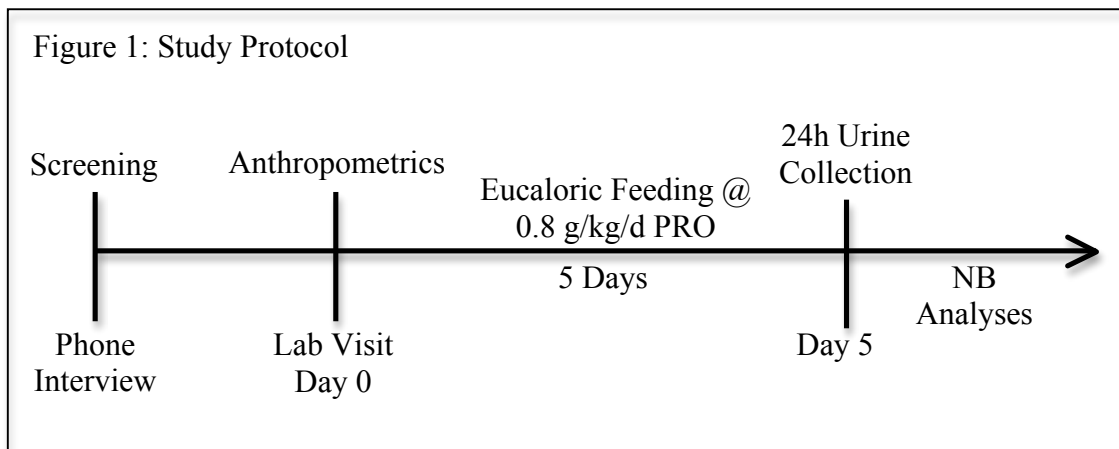 Figure 1: Study Protocol
Screening
Anthropometrics
24h Urine
Collection
Eucaloric Feeding @
0.8 g/kg/d PRO
5 Days
NB
Analyses
Phone
Interview
Lab Visit
Day 0
Day 5